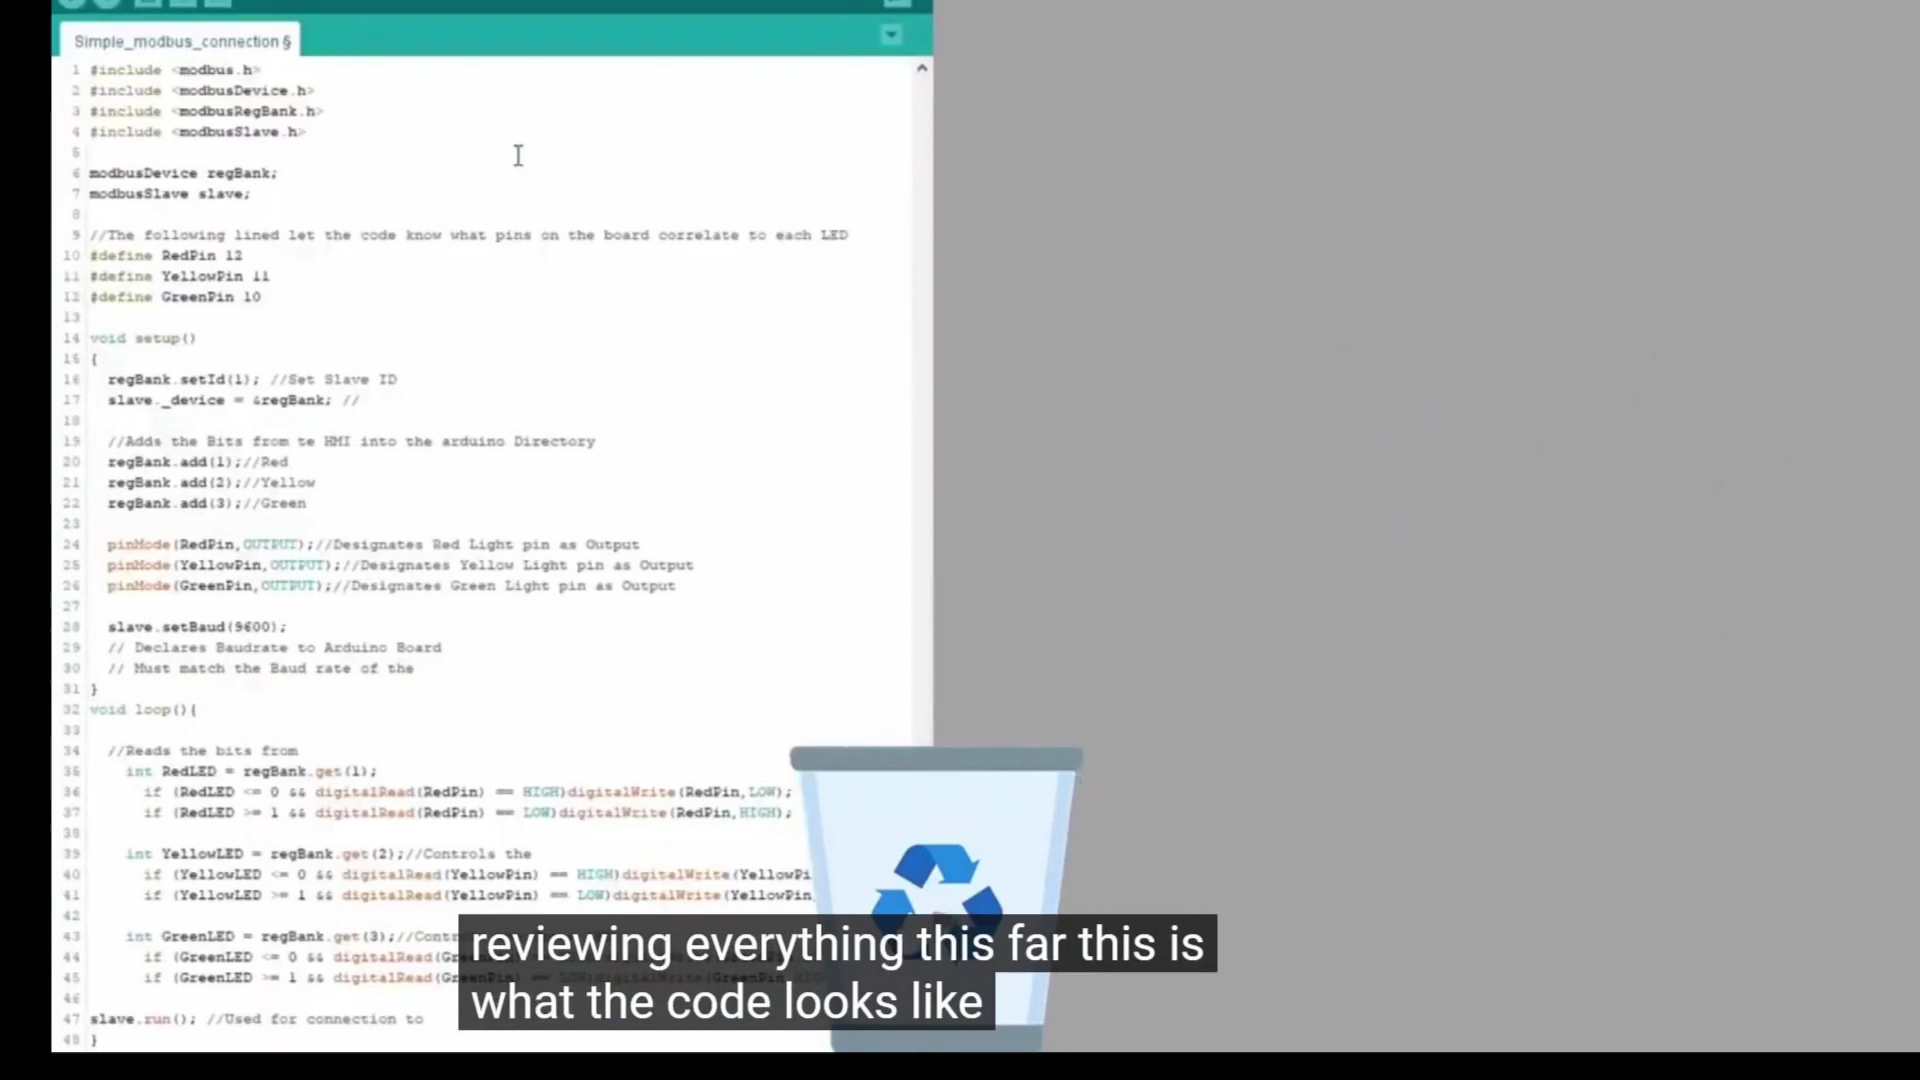 Simple_modbus_connection §
1 #include <modbus.h>
2 #include <modbusDevice.h>
3 #include <modbusRegBank.h>
4 #include <modbusSlave.h>
5
6 modbusDevice regBank;
7 modbusSlave slave;
8
9 //The following lined let the code know what pins on the board correlate to each LED
10 #define RedPin 12
11 #define YellowPin 11
12 #define GreenPin 10
13
14 void setup()
15 {
16 regBank.setId(1); //Set Slave ID
17 slave._device = &regBank; //
18
19 //Adds the Bits from te HMI into the arduino Directory
20 regBank.add(1);//Red
21 regBank.add(2);//Yellow
22 regBank.add(3);//Green
23
24 pinMode(RedPin,OUTPUT);//Designates Red Light pin as Output
25 pinMode(YellowPin,OUTPUT);//Designates Yellow Light pin as Output
26 pinMode(GreenPin,OUTPUT);//Designates Green Light pin as Output
27
28 slave.setBaud(9600);
29 // Declares Baudrate to Arduino Board
30 // Must match the Baud rate of the
31 }
32 void loop(){
33
34 //Reads the bits from
35 int RedLED = regBank.get(1);
36 if (RedLED <= 0 && digitalRead(RedPin) == HIGH)digitalWrite(RedPin,LOW);
37 if (RedLED >= 1 && digitalRead(RedPin) == LOW)digitalWrite(RedPin,HIGH);
38
39 int YellowLED = regBank.get(2);//Controls the
40 if (YellowLED <= 0 && digitalRead(YellowPin) == HIGH)digitalWrite(YellowPi
41 if (YellowLED >= 1 && digitalRead(YellowPin) == LOW)digitalWrite(YellowPin,
42
43 int GreenLED = regBank.get(3);//Cont
44 if (GreenLED <= 0 && digitalRead(
45 if (GreenLED >= 1 && digitalRead(
46
47 slave.run(); //Used for connection to
48 }
reviewing everything this far this is
what the code looks like